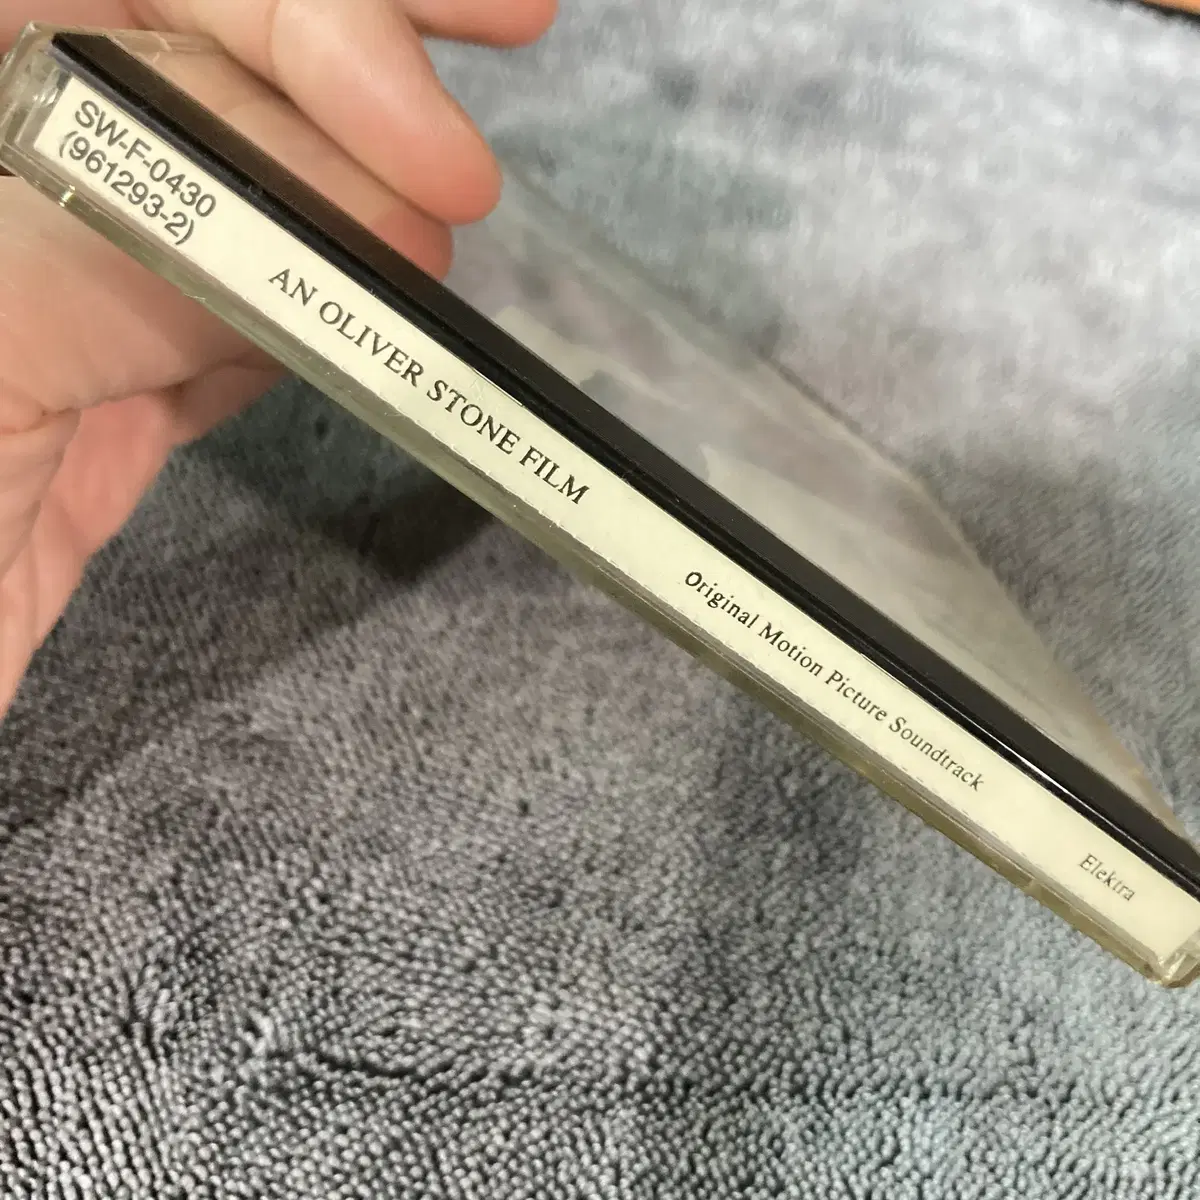 SW-F-0430
(961293-2)
AN OLIVER STONE FILM
Original Motion Picture Soundtrack
Elektra